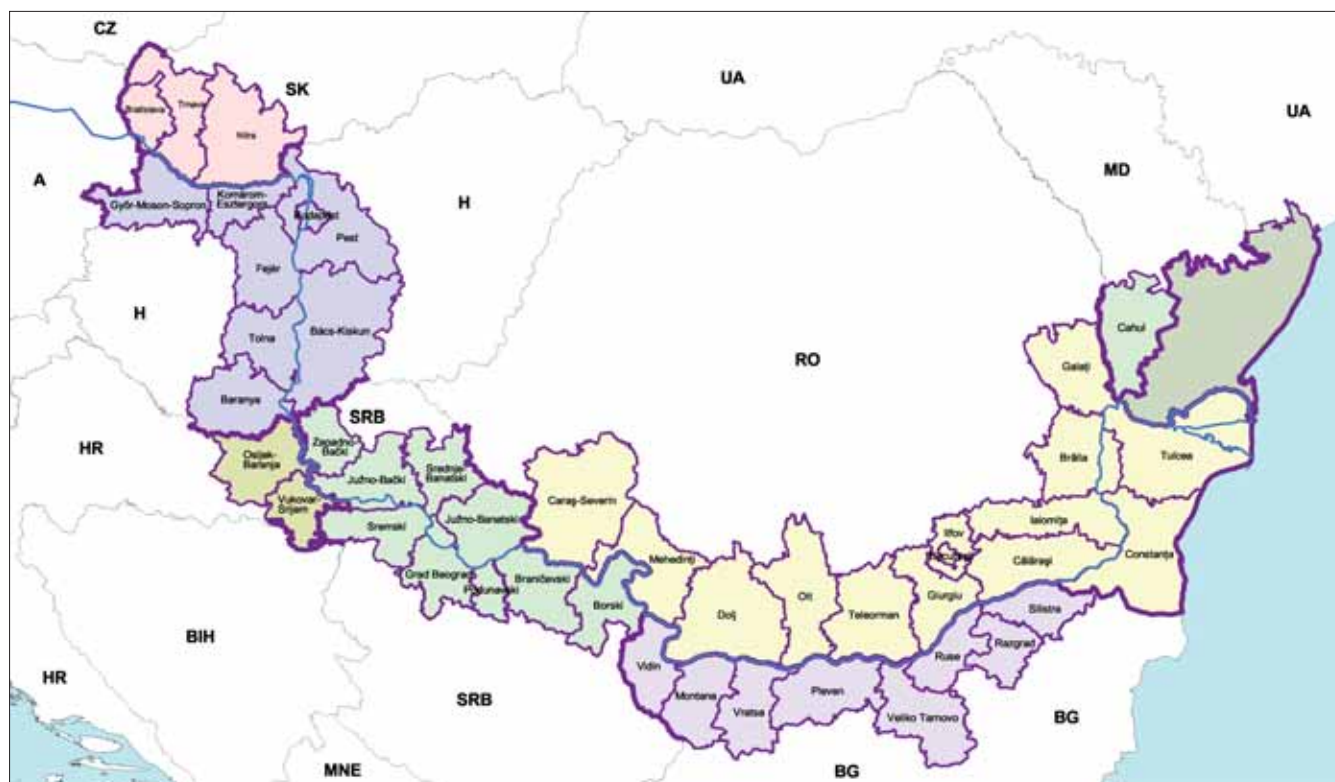 CZ
SK
UA
UA
A
Bratislava
Trnava
Nitra
MD
Győr-Moson-Sopron
Komárom-
Esztergom
Budapest
Pest
H
Fejér
H
Tolna
Bács-Kiskun
Baranya
RO
Cahul
Galaţi
SRB
HR
Osijek-
Baranja
Vukovar-
Srijem
Zapadno-
Bački
Južno-Bački
Srednje-
Banatski
Caraş-Severin
Brăila
Tulcea
Sremski
Južno-Banatski
Mehedinţi
Ilfov
Ialomiţa
Călăraşi
Constanţa
Grad Beograd
Podunavski
Braničevski
Borski
Dolj
Olt
Teleorman
Giurgiu
BIH
Silistra
Ruse
Razgrad
Vidin
Montana
Vratsa
Pleven
Veliko Tarnovo
HR
SRB
BG
MNE
BG